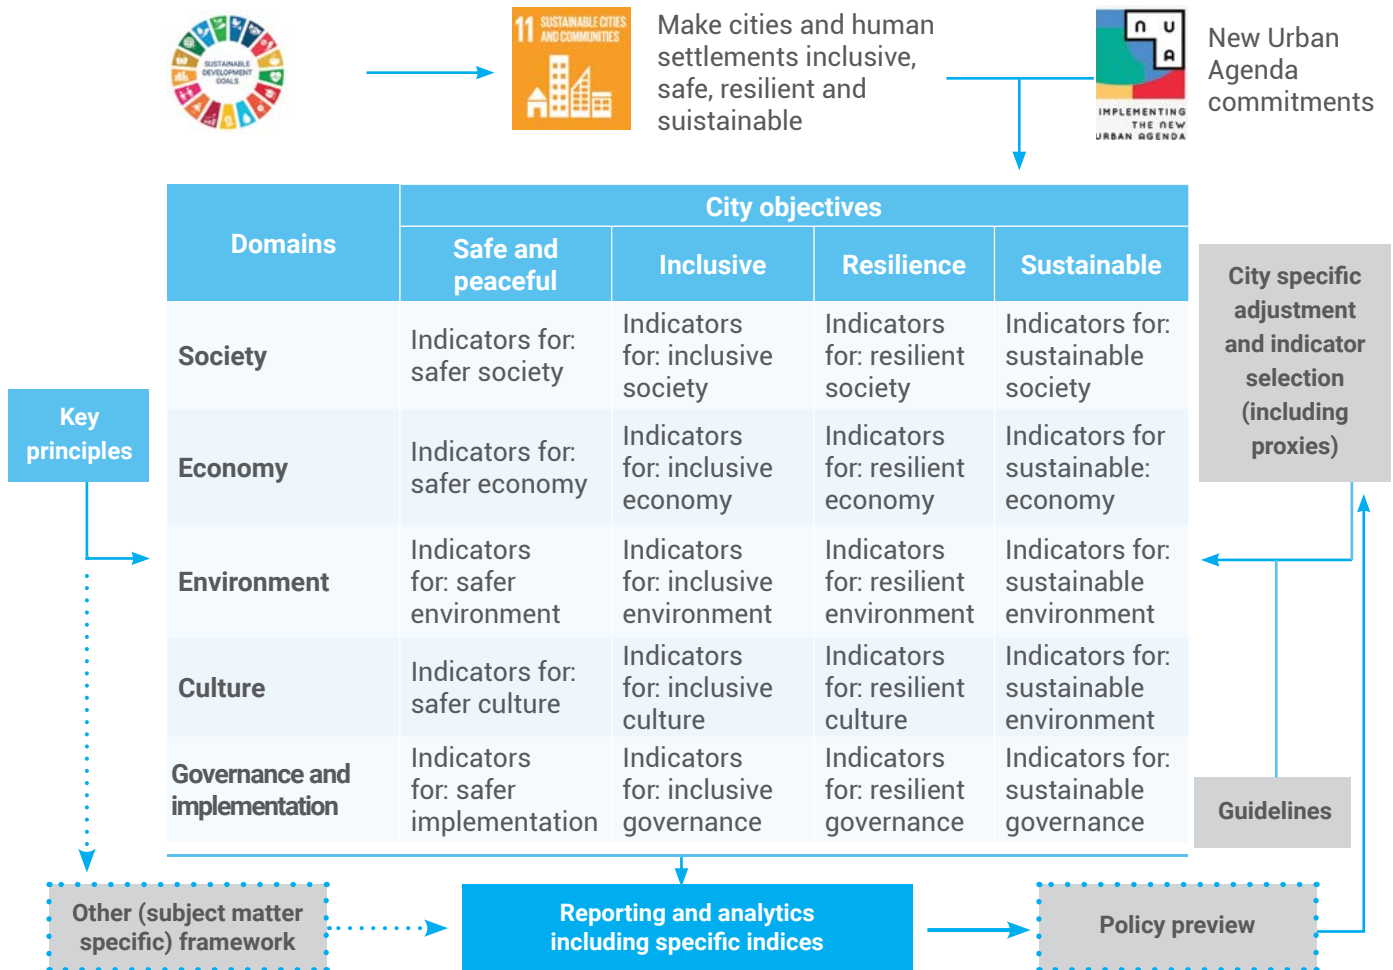 SUSTAINABLE
DEVELOPMENT
GOALS
11 SUSTAINABLE CITIES
AND COMMUNITIES
Make cities and human
settlements inclusive,
safe, resilient and
suistainable
N U
A
IMPLEMENTING
THE NEW
URBAN AGENDA
New Urban
Agenda
commitments
Domains
City objectives
Safe and
peaceful
Inclusive
Resilience
Sustainable
Society
Indicators for:
safer society
Indicators
for: inclusive
society
Indicators
for: resilient
society
Indicators for:
sustainable
society
Economy
Indicators for:
safer economy
Indicators
for: inclusive
economy
Indicators
for: resilient
economy
Indicators for
sustainable:
economy
Environment
Indicators
for: safer
environment
Indicators
for: inclusive
environment
Indicators
for: resilient
environment
Indicators for:
sustainable
environment
Culture
Indicators for:
safer culture
Indicators
for: inclusive
culture
Indicators
for: resilient
culture
Indicators for:
sustainable
environment
Governance and
implementation
Indicators
for: safer
implementation
Indicators
for: inclusive
governance
Indicators
for: resilient
governance
Indicators for:
sustainable
governance
Key
principles
City specific
adjustment
and indicator
selection
(including
proxies)
Guidelines
Other (subject matter
specific) framework
Reporting and analytics
including specific indices
Policy preview